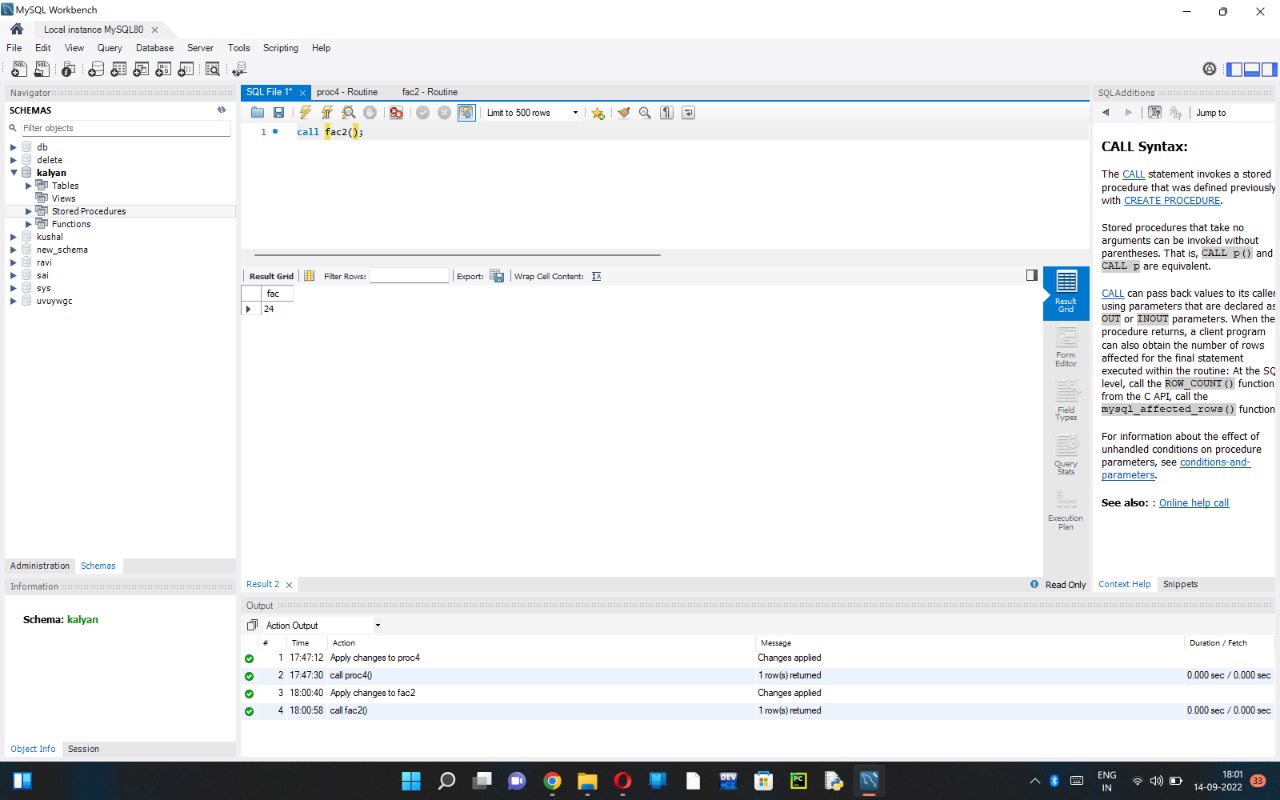 MySQL Workbench
Local instance MySQL80
File Edit View Query Database Server Tools Scripting Help
Navigator
SCHEMAS
Filter objects
db
delete
kalyan
Tables
Views
Stored Procedures
Functions
kushal
new_schema
ravi
sai
sys
uvuywgc
Administration Schemas
Information
Schema: kalyan
Object Info Session
SQL File 1* proc4 - Routine fac2 - Routine
Limit to 500 rows
1 call fac2();
Result Grid Filter Rows: Export: Wrap Cell Content:
fac
24
Result Grid
Form Editor
Field Types
Query Stats
Execution Plan
Result 2 Read Only
Output
Action Output
# Time Action Message Duration / Fetch
1 17:47:12 Apply changes to proc4 Changes applied
2 17:47:30 call proc4() 1 row(s) returned 0.000 sec / 0.000 sec
3 18:00:40 Apply changes to fac2 Changes applied
4 18:00:58 call fac2() 1 row(s) returned 0.000 sec / 0.000 sec
SQLAdditions
Jump to
CALL Syntax:
The CALL statement invokes a stored
procedure that was defined previously
with CREATE PROCEDURE.
Stored procedures that take no
arguments can be invoked without
parentheses. That is, CALL p() and
CALL p are equivalent.
CALL can pass back values to its caller
using parameters that are declared as
OUT or INOUT parameters. When the
procedure returns, a client program
can also obtain the number of rows
affected for the final statement
executed within the routine: At the SQ
level, call the ROW_COUNT() function
from the C API, call the
mysql_affected_rows() function
For information about the effect of
unhandled conditions on procedure
parameters, see conditions-and-
parameters.
See also: : Online help call
Context Help Snippets
DEV
PC
ENG
IN
18:01
14-09-2022
33